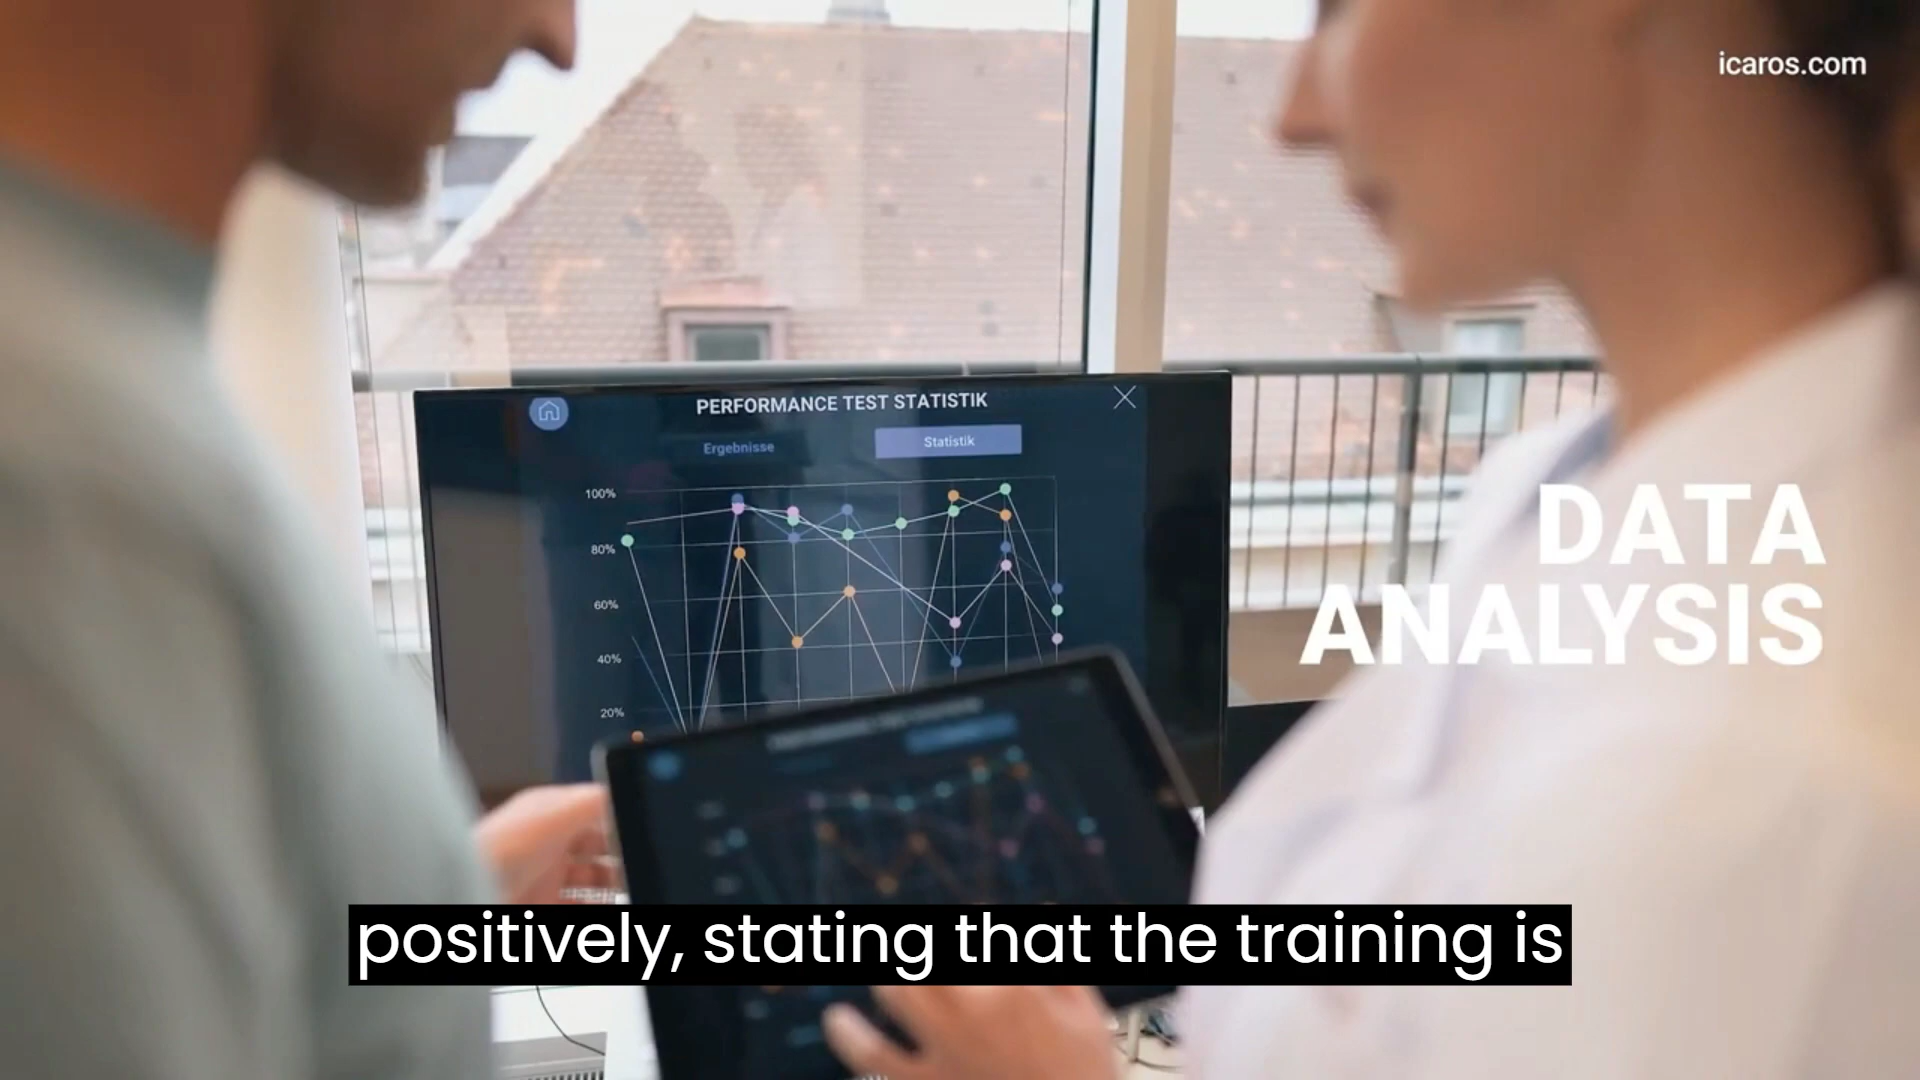 icaros.com
PERFORMANCE TEST STATISTIK
Ergebnisse
Statistik
100%
80%
60%
40%
20%
DATA
ANALYSIS
positively, stating that the training is